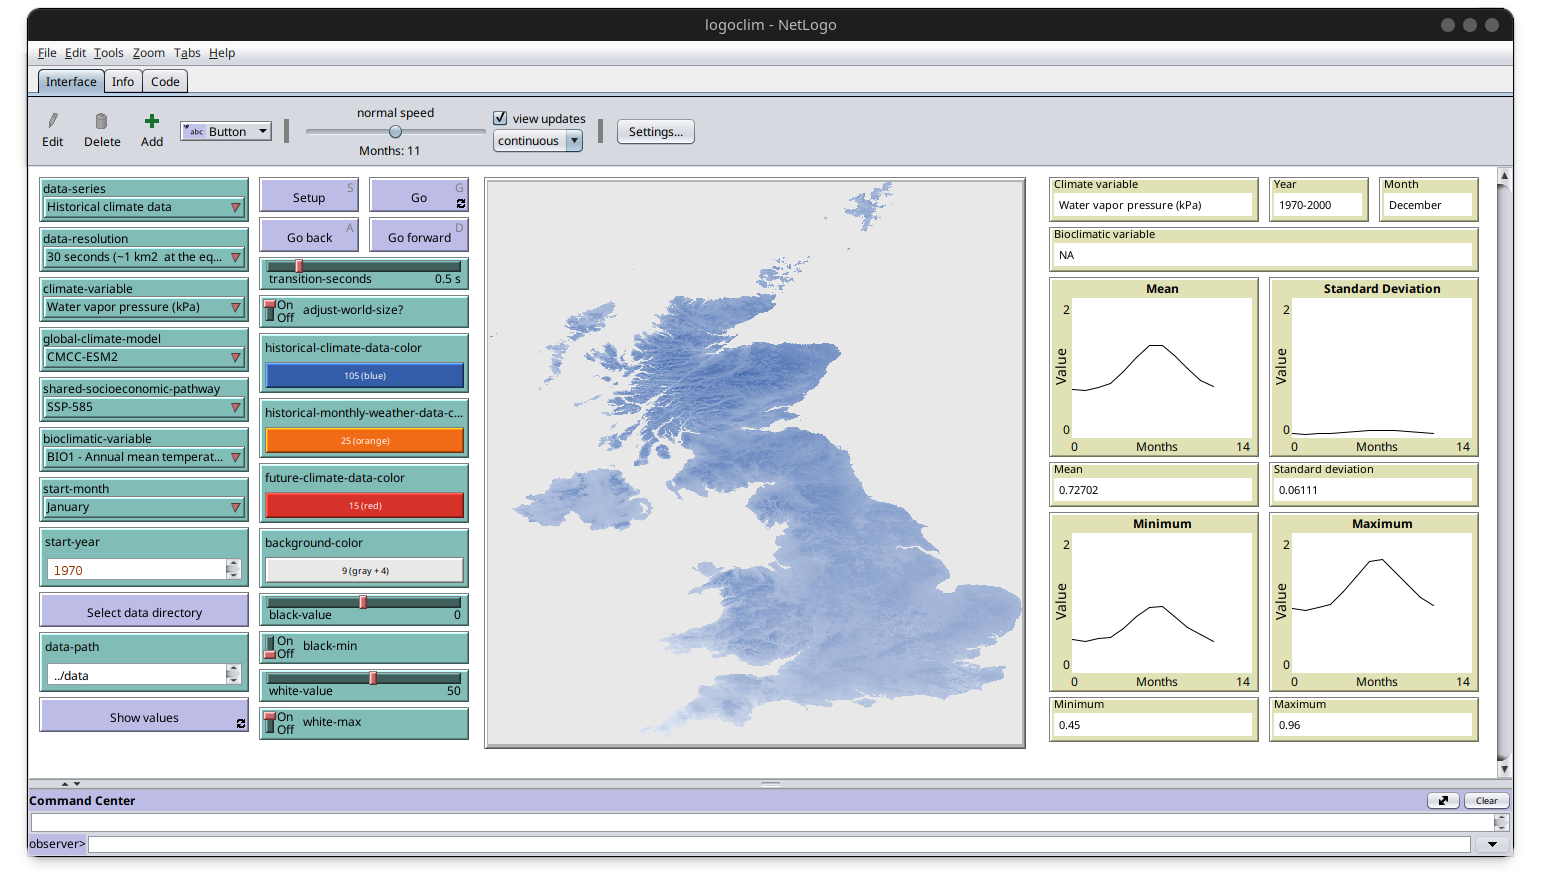 logoclim - NetLogo
File Edit Tools Zoom Tabs Help
Interface Info Code
Edit
Delete
Add
abc Button
normal speed
Months: 11
view updates
continuous
Settings...
data-series
Historical climate data
data-resolution
30 seconds (~1 km2 at the eq...
climate-variable
Water vapor pressure (kPa)
global-climate-model
CMCC-ESM2
shared-socioeconomic-pathway
SSP-585
bioclimatic-variable
BIO1 - Annual mean temperat...
start-month
January
start-year
1970
Select data directory
data-path
../data
Show values
Setup S
Go G
Go back A
Go forward D
transition-seconds 0.5 s
On
Off
adjust-world-size?
historical-climate-data-color
105 (blue)
historical-monthly-weather-data-c...
25 (orange)
future-climate-data-color
15 (red)
background-color
9 (gray + 4)
black-value 0
On
Off
black-min
white-value 50
On
Off
white-max
Climate variable
Water vapor pressure (kPa)
Year
1970-2000
Month
December
Bioclimatic variable
NA
Mean
2
Value
0
0 Months 14
Standard Deviation
2
Value
0
0 Months 14
Mean
0.72702
Standard deviation
0.06111
Minimum
2
Value
0
0 Months 14
Maximum
2
Value
0
0 Months 14
Minimum
0.45
Maximum
0.96
Command Center
Clear
observer>